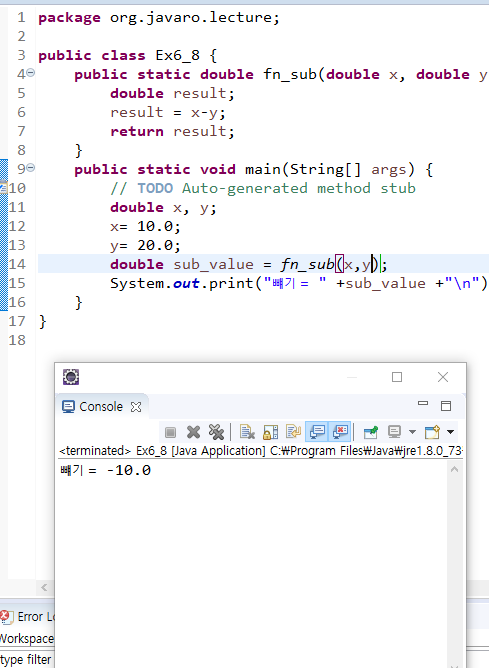 1 package org.javaro.lecture;
2
3 public class Ex6_8 {
4 public static double fn_sub(double x, double y
5 double result;
6 result = x-y;
7 return result;
8 }
9 public static void main(String[] args) {
10 // TODO Auto-generated method stub
11 double x, y;
12 x= 10.0;
13 y= 20.0;
14 double sub_value = fn_sub(x,y);
15 System.out.print("빼기 = " +sub_value +"\n")
16 }
17 }
18
Console
<terminated> Ex6_8 [Java Application] C:₩Program Files₩Java₩jre1.8.0_73
빼기 = -10.0
Error Lo
Workspace
type filter